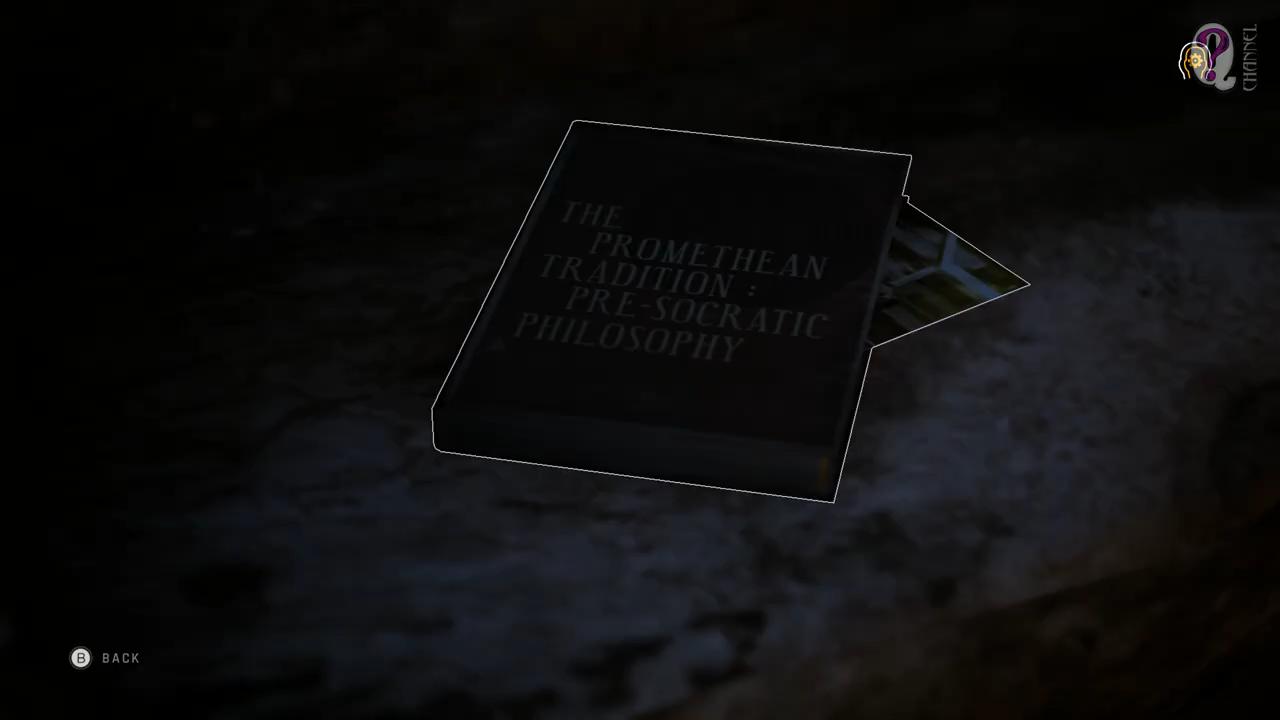 THE
PROMETHEAN
TRADITION :
PRE-SOCRATIC
PHILOSOPHY
CHANNEL
B BACK